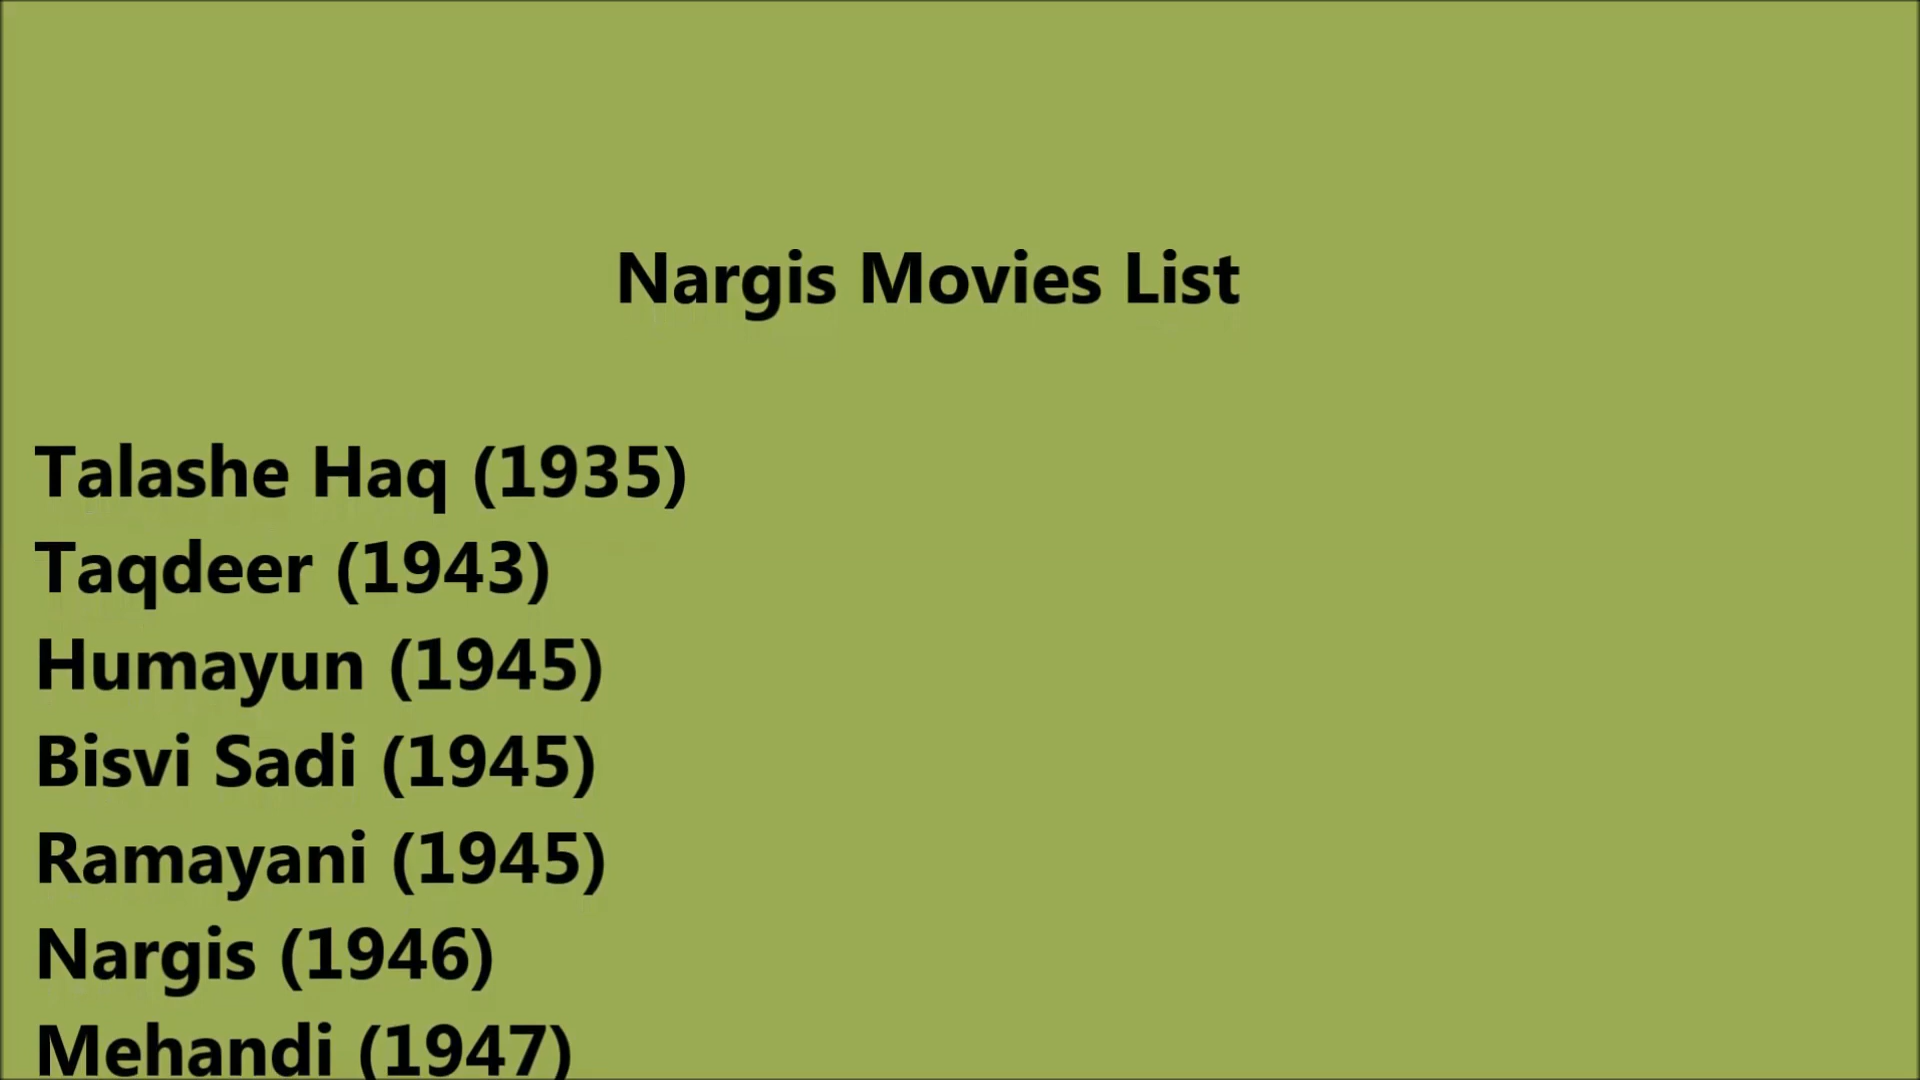 Nargis Movies List
Talashe Haq (1935)
Taqdeer (1943)
Humayun (1945)
Bisvi Sadi (1945)
Ramayani (1945)
Nargis (1946)
Mehandi (1947)